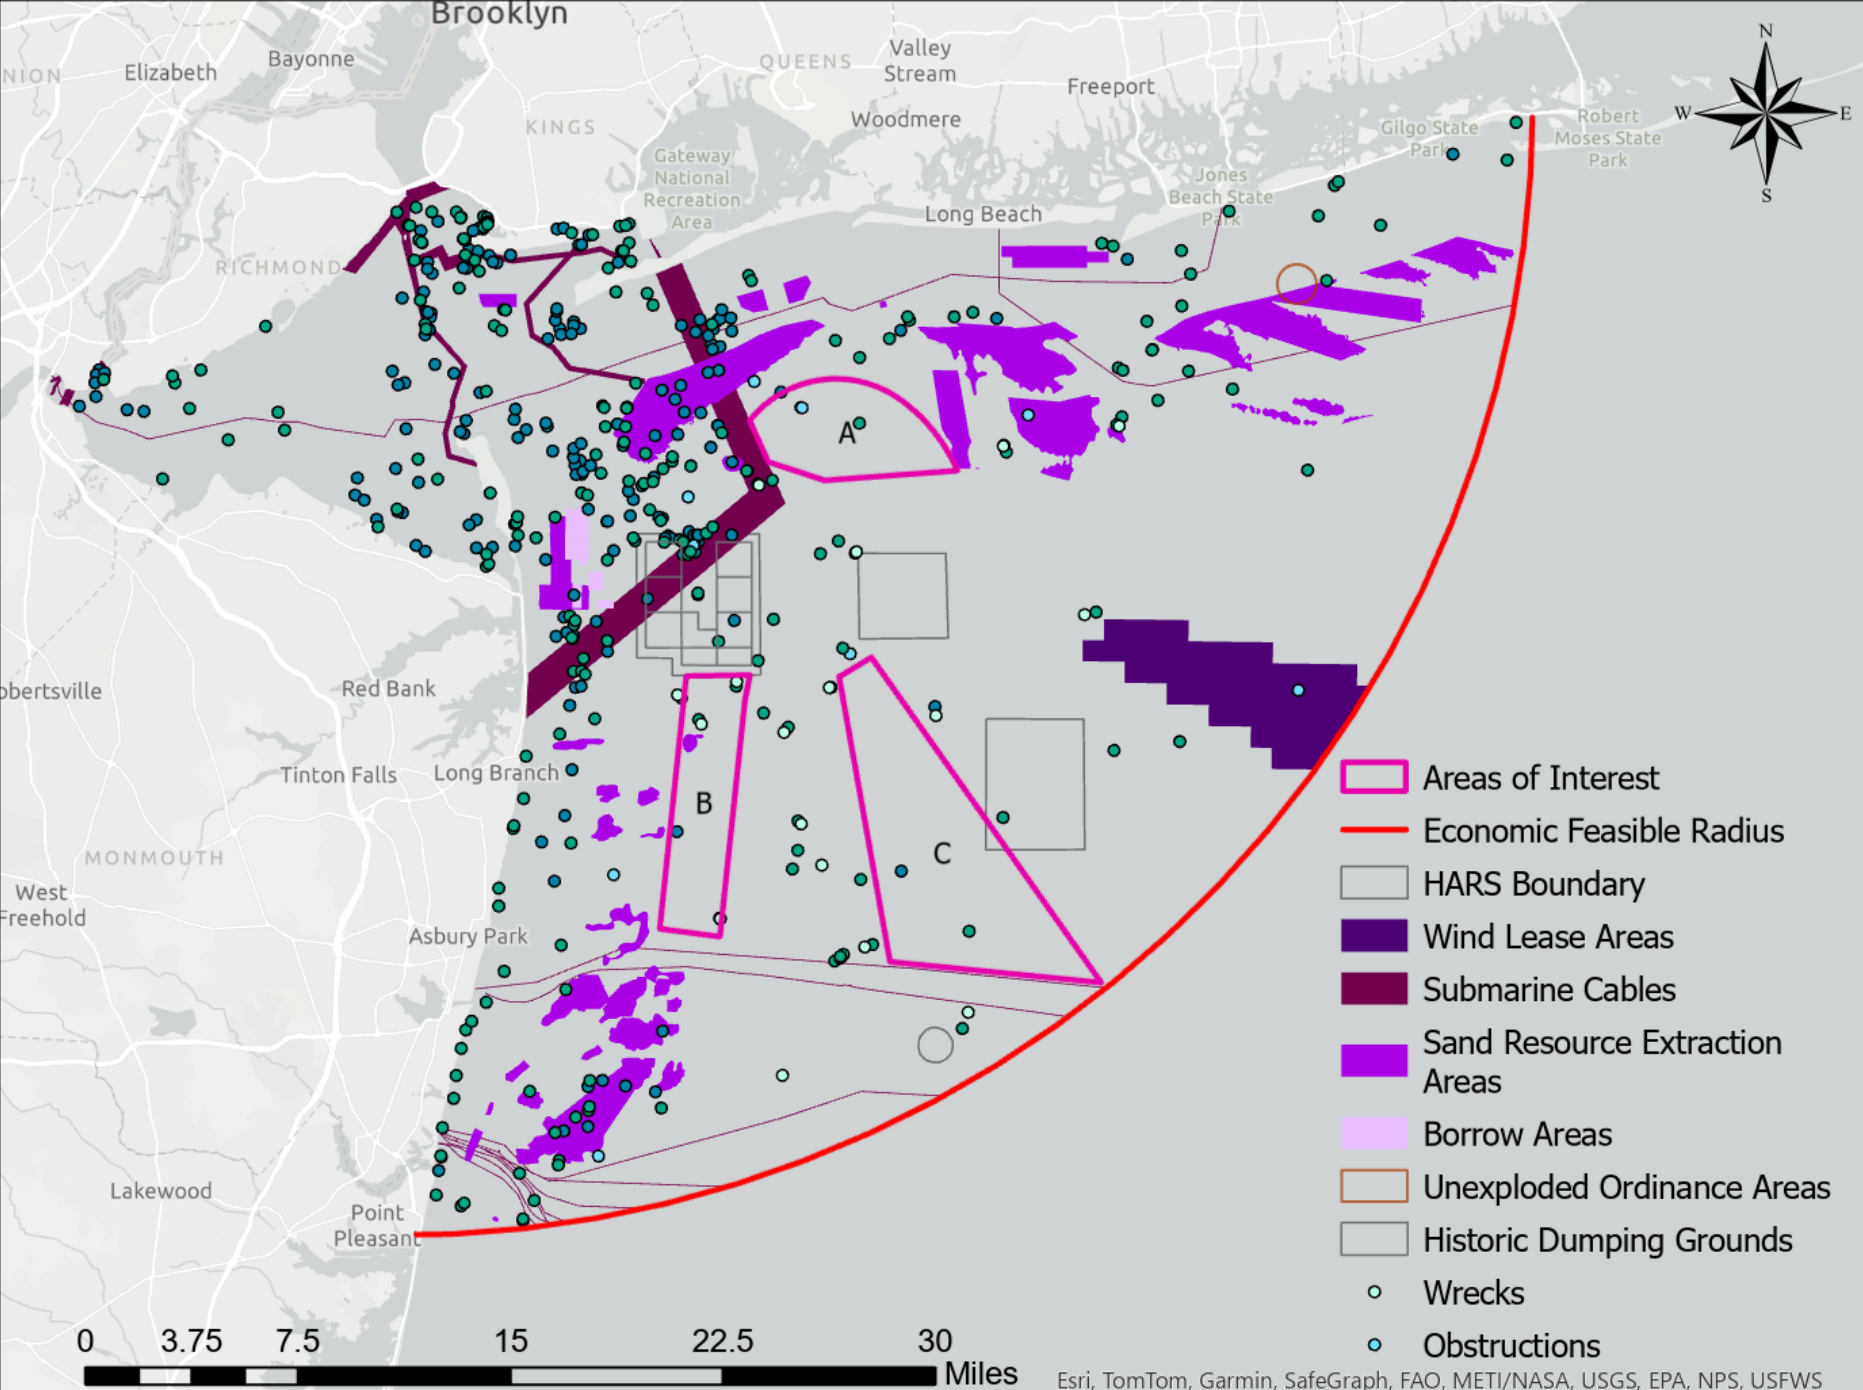 Brooklyn
Bayonne
Elizabeth
NION
QUEENS
Valley
Stream
Freeport
Woodmere
KINGS
Gateway
National
Recreation
Area
Long Beach
Jones
Beach State
Park
Gilgo State
Park
Robert
Moses State
Park
N
W
E
S
RICHMOND
A
obertsville
Red Bank
Tinton Falls
Long Branch
MONMOUTH
West
Freehold
Asbury Park
B
C
Lakewood
Point
Pleasant
Areas of Interest
Economic Feasible Radius
HARS Boundary
Wind Lease Areas
Submarine Cables
Sand Resource Extraction
Areas
Borrow Areas
Unexploded Ordinance Areas
Historic Dumping Grounds
Wrecks
Obstructions
0 3.75 7.5 15 22.5 30
Miles
Esri, TomTom, Garmin, SafeGraph, FAO, METI/NASA, USGS, EPA, NPS, USFWS